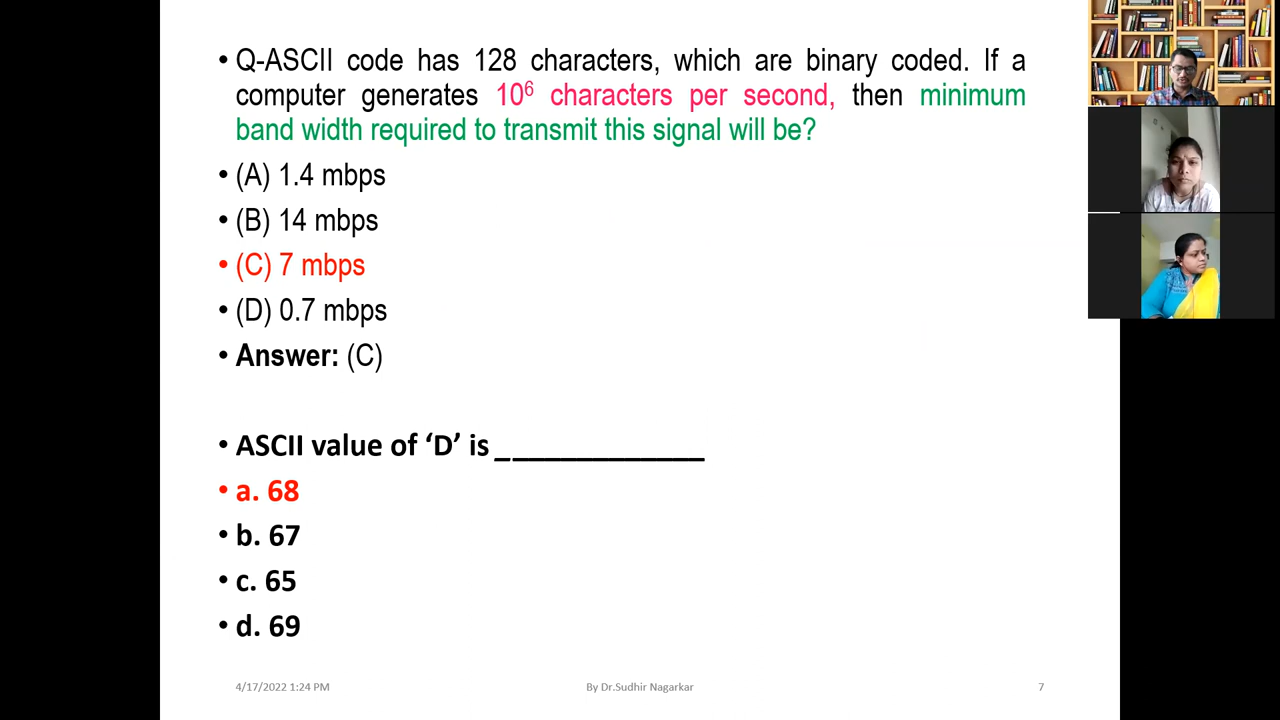 • Q-ASCII code has 128 characters, which are binary coded. If a
computer generates 10⁶ characters per second, then minimum
band width required to transmit this signal will be?
• (A) 1.4 mbps
• (B) 14 mbps
• (C) 7 mbps
• (D) 0.7 mbps
• Answer: (C)
• ASCII value of ‘D’ is _ ____________
• a. 68
• b. 67
• c. 65
• d. 69
4/17/2022 1:24 PM By Dr.Sudhir Nagarkar 7